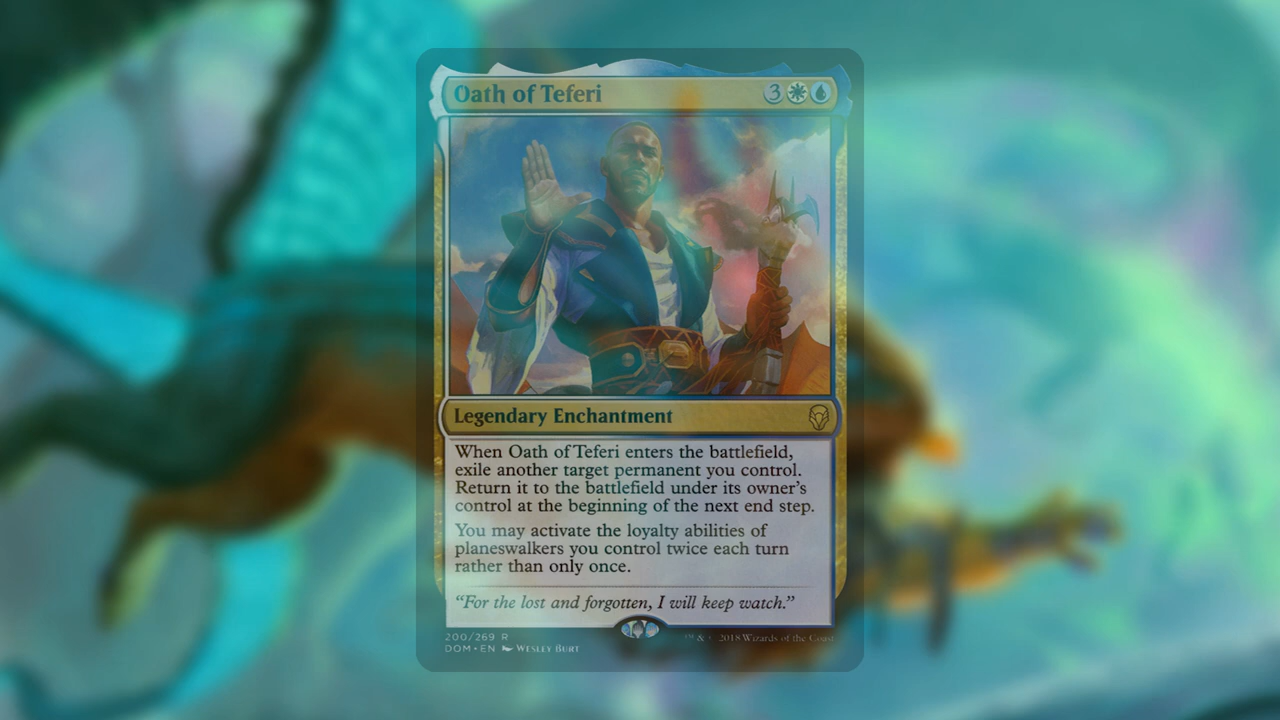 Oath of Teferi 3
Legendary Enchantment
When Oath of Teferi enters the battlefield,
exile another target permanent you control.
Return it to the battlefield under its owner's
control at the beginning of the next end step.
You may activate the loyalty abilities of
planeswalkers you control twice each turn
rather than only once.
"For the lost and forgotten, I will keep watch."
200/269 R
™ & © 2018 Wizards of the Coast
DOM • EN Wesley Burt